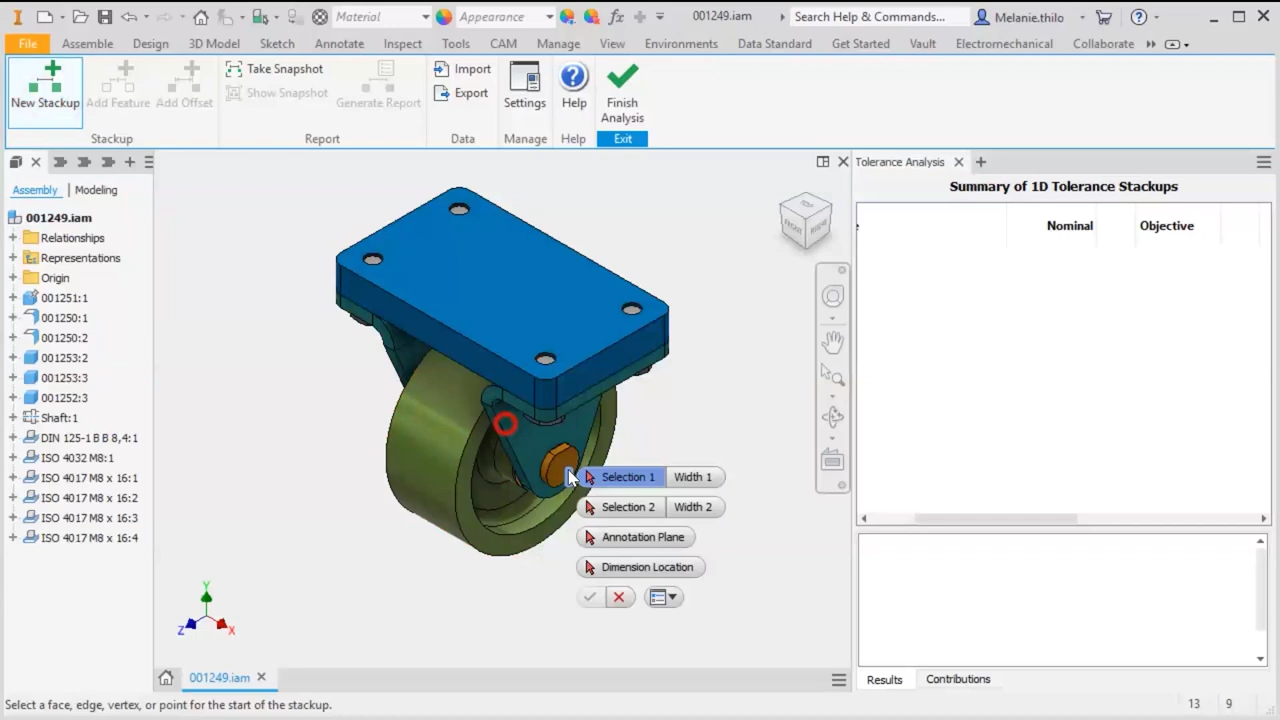 Material
Appearance
fx
001249.iam
Search Help & Commands...
Melanie.thilo
File
Assemble
Design
3D Model
Sketch
Annotate
Inspect
Tools
CAM
Manage
View
Environments
Data Standard
Get Started
Vault
Electromechanical
Collaborate
New Stackup
Add Feature
Add Offset
Stackup
Take Snapshot
Show Snapshot
Generate Report
Report
Import
Export
Data
Settings
Manage
Help
Help
Finish
Analysis
Exit
Assembly
Modeling
001249.iam
Relationships
Representations
Origin
001251:1
001250:1
001250:2
001253:2
001253:3
001252:3
Shaft:1
DIN 125-1 B B 8,4:1
ISO 4032 M8:1
ISO 4017 M8 x 16:1
ISO 4017 M8 x 16:2
ISO 4017 M8 x 16:3
ISO 4017 M8 x 16:4
TOP
FRONT
RIGHT
Selection 1
Width 1
Selection 2
Width 2
Annotation Plane
Dimension Location
Y
Z
X
001249.iam
Tolerance Analysis
Summary of 1D Tolerance Stackups
Nominal
Objective
Results
Contributions
Select a face, edge, vertex, or point for the start of the stackup.
13
9